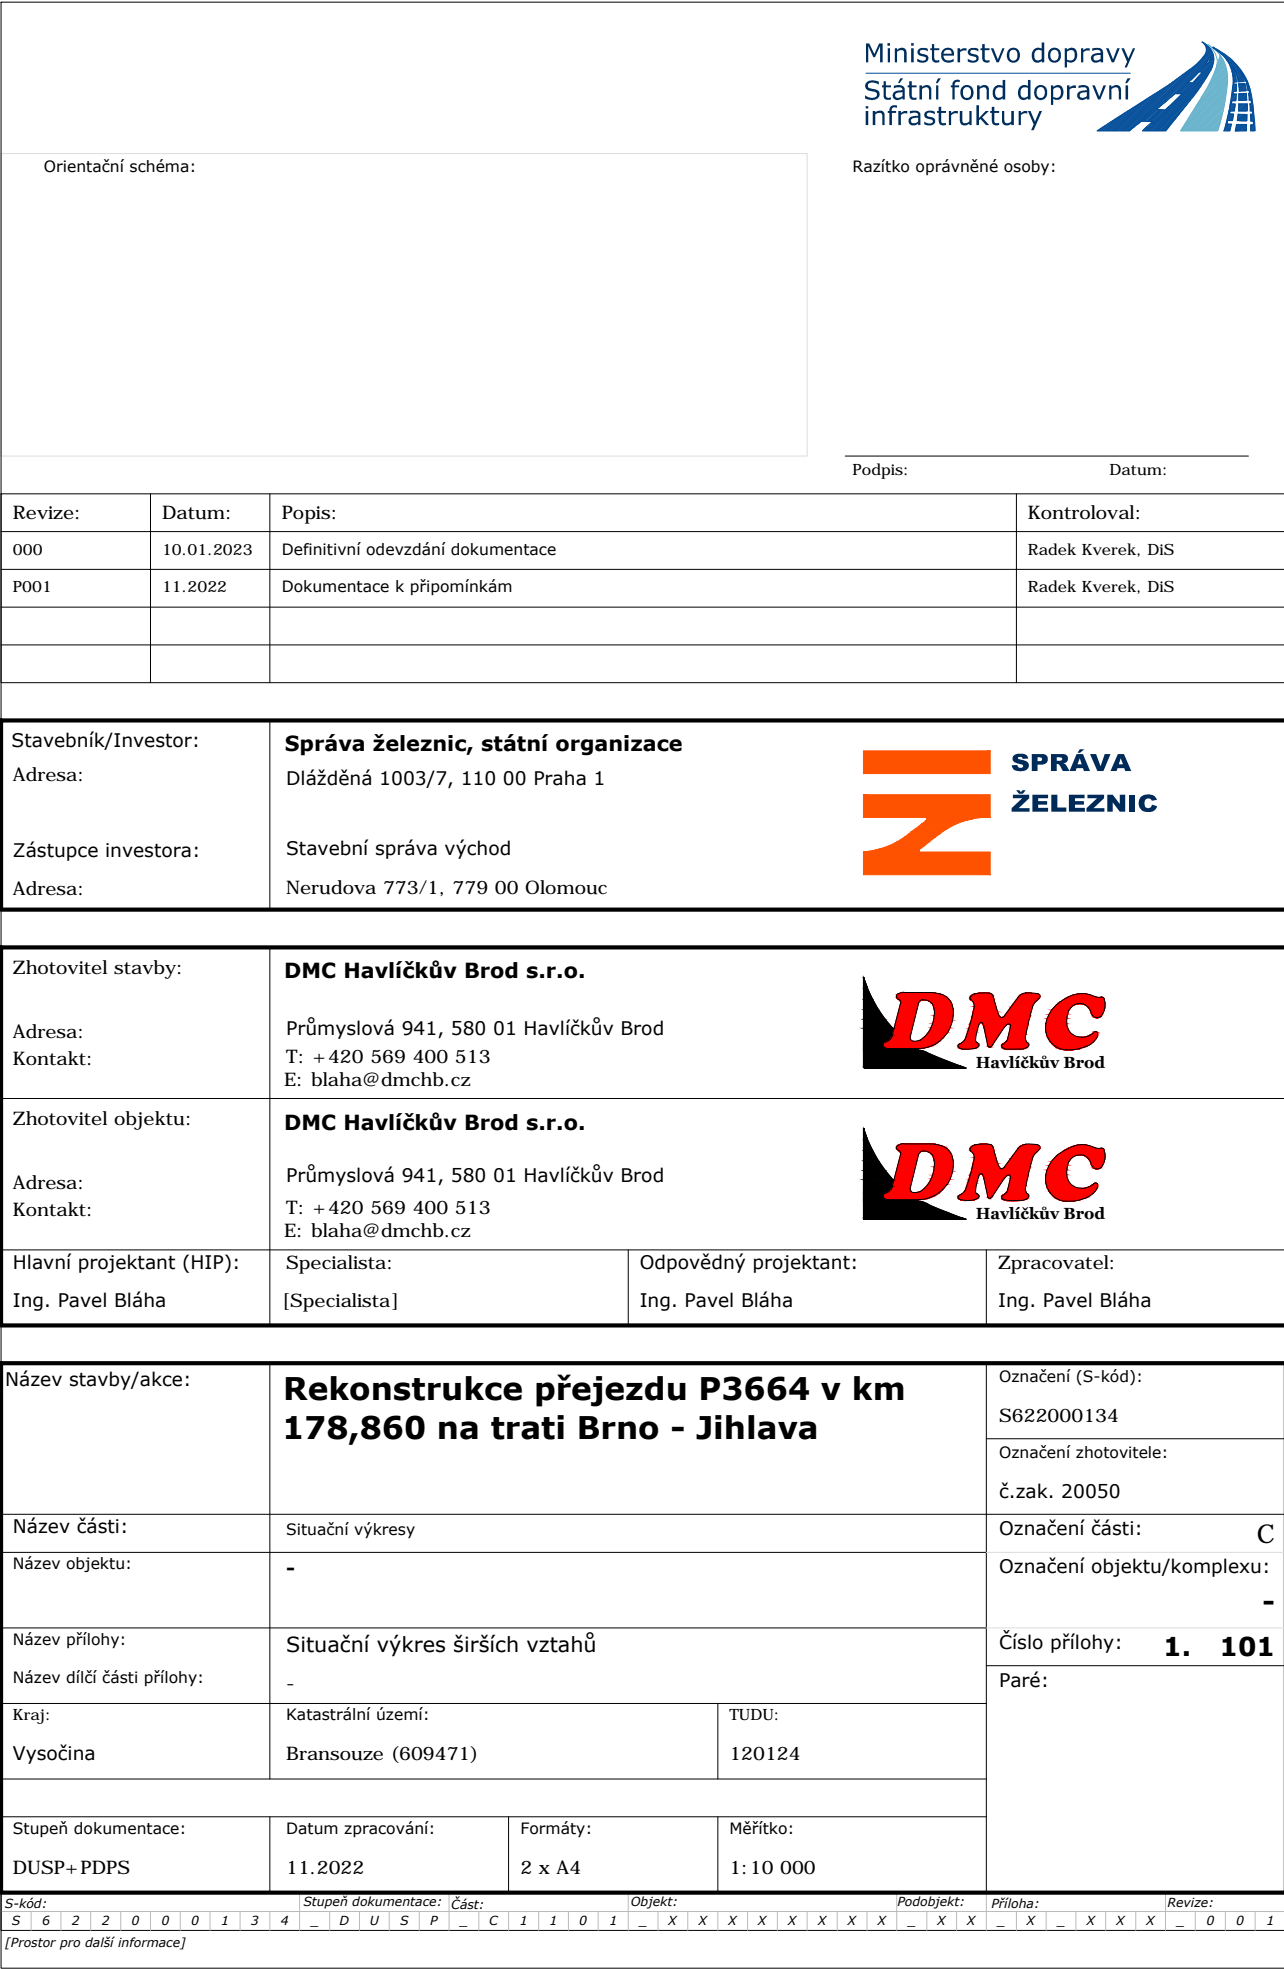 Ministerstvo dopravy
Státní fond dopravní
infrastruktury
Orientační schéma:
Razítko oprávněné osoby:
Podpis: Datum:
Revize: Datum: Popis: Kontroloval:
000 10.01.2023 Definitivní odevzdání dokumentace Radek Kverek, DiS
P001 11.2022 Dokumentace k připomínkám Radek Kverek, DiS
Stavebník/Investor: Správa železnic, státní organizace
Adresa: Dlážděná 1003/7, 110 00 Praha 1
SPRÁVA
ŽELEZNIC
Zástupce investora: Stavební správa východ
Adresa: Nerudova 773/1, 779 00 Olomouc
Zhotovitel stavby: DMC Havlíčkův Brod s.r.o.
Adresa: Průmyslová 941, 580 01 Havlíčkův Brod
Kontakt: T: +420 569 400 513
E: blaha@dmchb.cz
DMC
Havlíčkův Brod
Zhotovitel objektu: DMC Havlíčkův Brod s.r.o.
Adresa: Průmyslová 941, 580 01 Havlíčkův Brod
Kontakt: T: +420 569 400 513
E: blaha@dmchb.cz
DMC
Havlíčkův Brod
Hlavní projektant (HIP): Specialista: Odpovědný projektant: Zpracovatel:
Ing. Pavel Bláha [Specialista] Ing. Pavel Bláha Ing. Pavel Bláha
Název stavby/akce: Rekonstrukce přejezdu P3664 v km
178,860 na trati Brno - Jihlava
Označení (S-kód):
S622000134
Označení zhotovitele:
č.zak. 20050
Název části: Situační výkresy Označení části: C
Název objektu: - Označení objektu/komplexu:
-
Název přílohy: Situační výkres širších vztahů Číslo přílohy: 1. 101
Název dílčí části přílohy: - Paré:
Kraj: Katastrální území: TUDU:
Vysočina Bransouze (609471) 120124
Stupeň dokumentace: Datum zpracování: Formáty: Měřítko:
DUSP+PDPS 11.2022 2 x A4 1:10 000
S-kód: Stupeň dokumentace: Část: Objekt: Podobjekt: Příloha: Revize:
S 6 2 2 0 0 0 1 3 4 _ D U S P _ C 1 1 0 1 _ X X X X X X X X _ X X _ X _ X X X _ 0 0 1
[Prostor pro další informace]